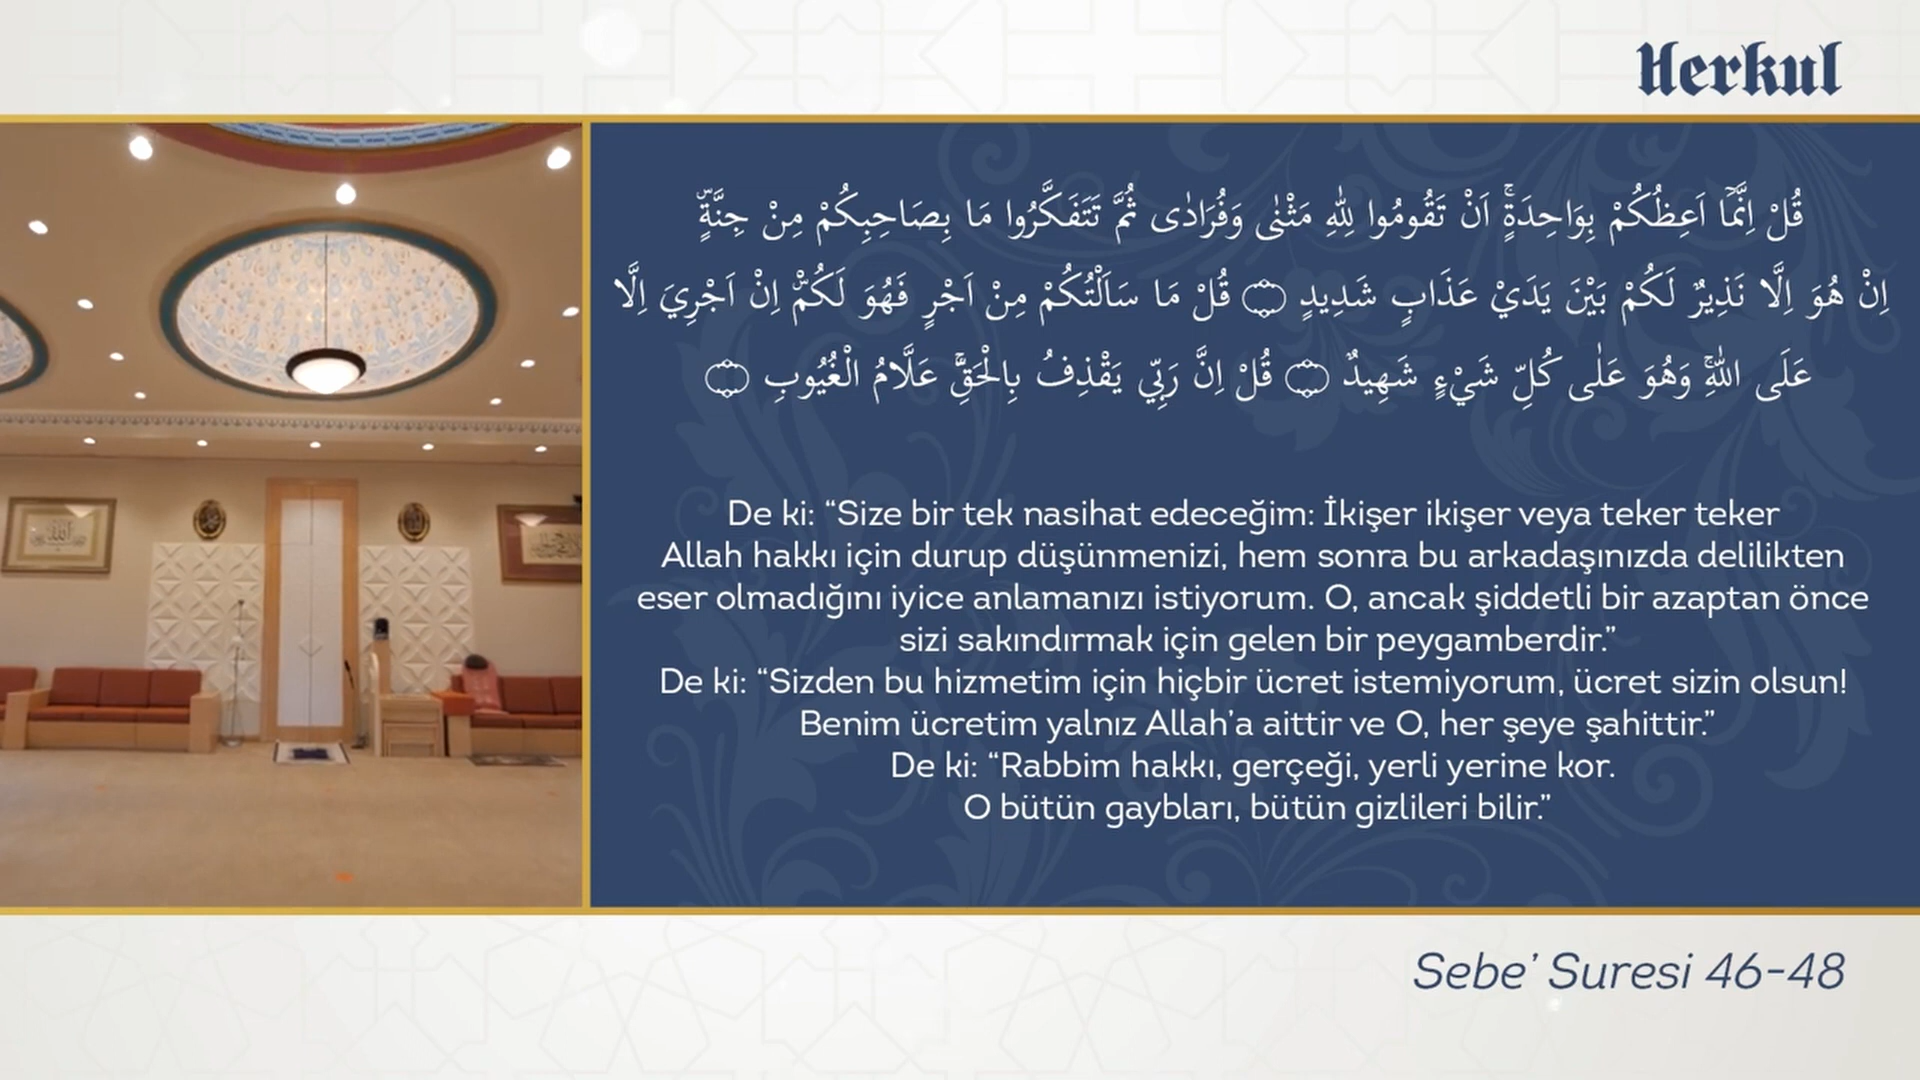 Herkul
قُلْ اِنَّمَٓا اَعِظُكُمْ بِوَاحِدَةٍۚ اَنْ تَقُومُوا لِلّٰهِ مَثْنٰى وَفُرَادٰى ثُمَّ تَتَفَكَّرُوا مَا بِصَاحِبِكُمْ مِنْ جِنَّةٍۜ
اِنْ هُوَ اِلَّا نَذِيرٌ لَكُمْ بَيْنَ يَدَيْ عَذَابٍ شَدِيدٍ ۝ قُلْ مَا سَاَلْتُكُمْ مِنْ اَجْرٍ فَهُوَ لَكُمْۜ اِنْ اَجْرِيَ اِلَّا
عَلَى اللّٰهِۚ وَهُوَ عَلٰى كُلِّ شَيْءٍ شَهِيدٌ ۝ قُلْ اِنَّ رَبِّي يَقْذِفُ بِالْحَقِّۚ عَلَّامُ الْغُيُوبِ ۝
De ki: “Size bir tek nasihat edeceğim: İkişer ikişer veya teker teker
Allah hakkı için durup düşünmenizi, hem sonra bu arkadaşınızda delilikten
eser olmadığını iyice anlamanızı istiyorum. O, ancak şiddetli bir azaptan önce
sizi sakındırmak için gelen bir peygamberdir.”
De ki: “Sizden bu hizmetim için hiçbir ücret istemiyorum, ücret sizin olsun!
Benim ücretim yalnız Allah’a aittir ve O, her şeye şahittir.”
De ki: “Rabbim hakkı, gerçeği, yerli yerine kor.
O bütün gaybları, bütün gizlileri bilir.”
Sebe’ Suresi 46-48